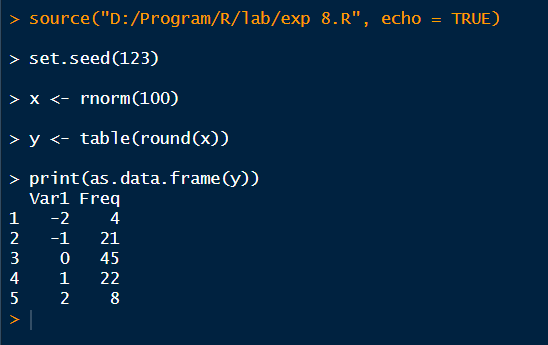 > source("D:/Program/R/lab/exp 8.R", echo = TRUE)
> set.seed(123)
> x <- rnorm(100)
> y <- table(round(x))
> print(as.data.frame(y))
  Var1 Freq
1   -2    4
2   -1   21
3    0   45
4    1   22
5    2    8
>